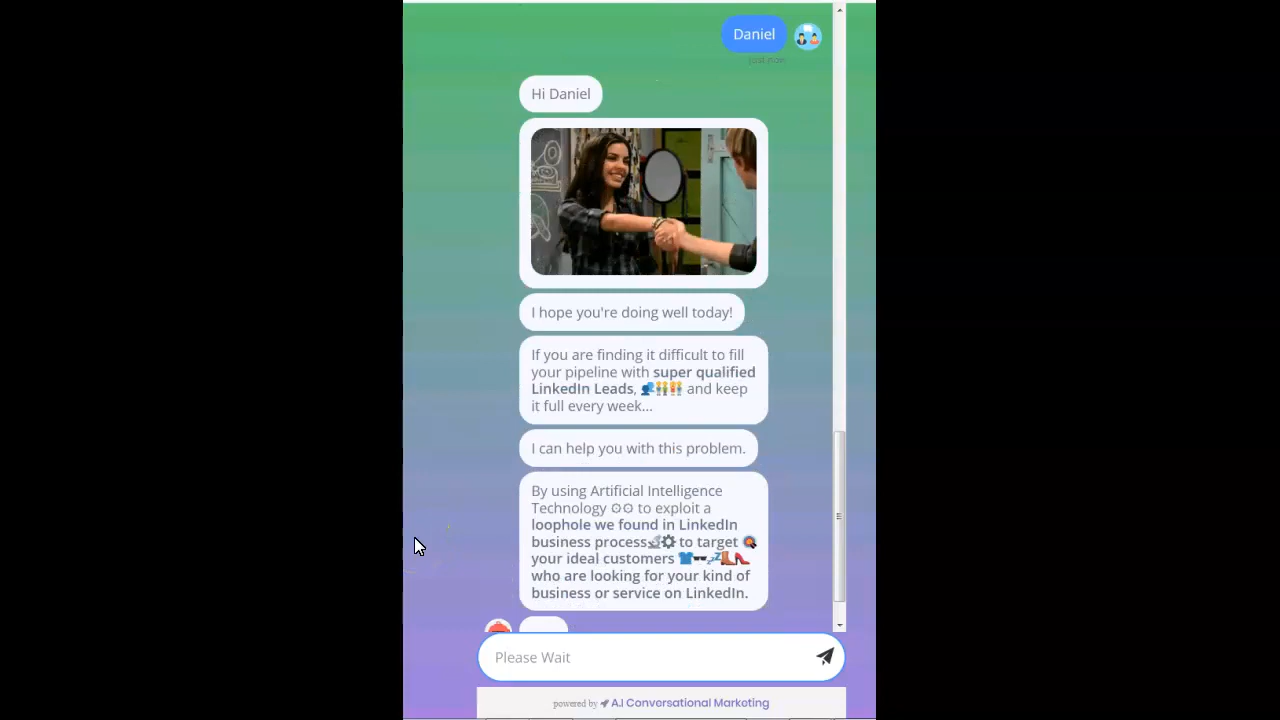 Daniel
just now
Hi Daniel
I hope you're doing well today!
If you are finding it difficult to fill
your pipeline with super qualified
LinkedIn Leads, 👥👯👯 and keep
it full every week...
I can help you with this problem.
By using Artificial Intelligence
Technology ⚙⚙ to exploit a
loophole we found in LinkedIn
business process🔬⚙ to target 🎯
your ideal customers 👕🕶💤👢👠
who are looking for your kind of
business or service on LinkedIn.
Please Wait
powered by A.I Conversational Marketing